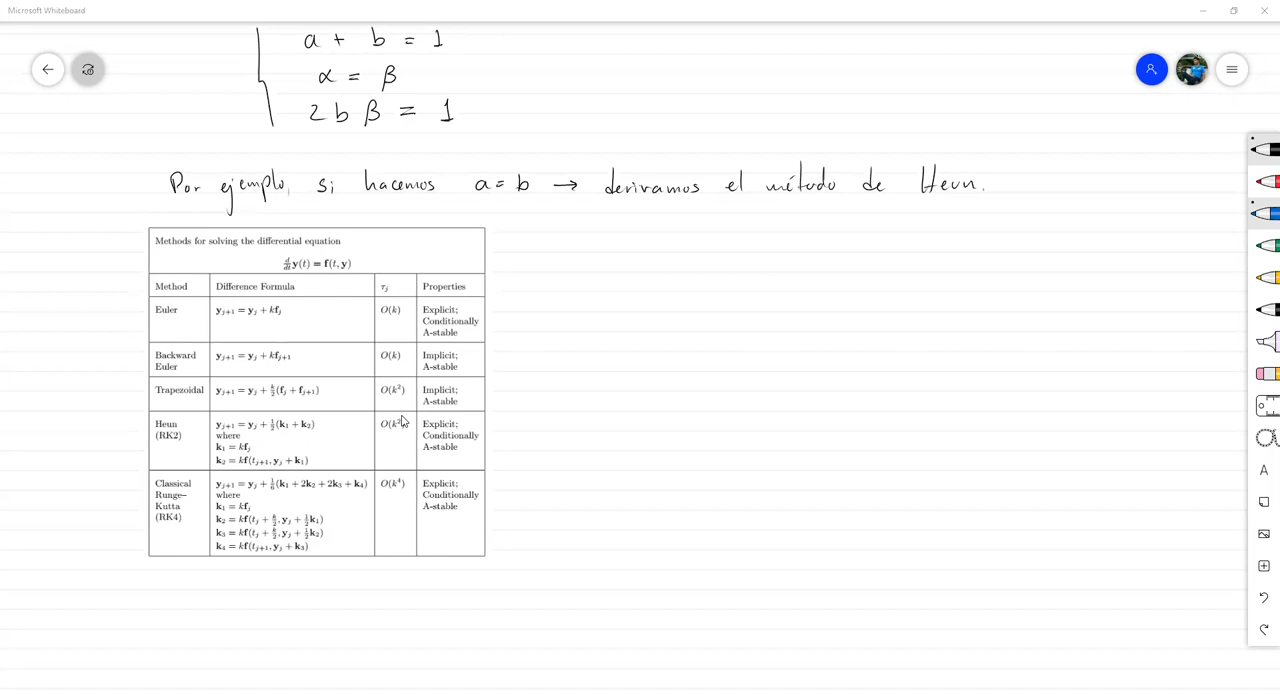 Microsoft Whiteboard
a + b = 1
α = β
2 b β = 1
Por ejemplo, si hacemos a = b → derivamos el método de Heun.
Methods for solving the differential equation
d/dt y(t) = f(t, y)
Method Difference Formula τj Properties
Euler yj+1 = yj + kfj O(k) Explicit;
Conditionally
A-stable
Backward Euler yj+1 = yj + kfj+1 O(k) Implicit;
A-stable
Trapezoidal yj+1 = yj + k/2(fj + fj+1) O(k²) Implicit;
A-stable
Heun (RK2) yj+1 = yj + 1/2(k1 + k2) O(k²) Explicit;
where Conditionally
k1 = kfj A-stable
k2 = kf(tj+1, yj + k1)
Classical yj+1 = yj + 1/6(k1 + 2k2 + 2k3 + k4) O(k⁴) Explicit;
Runge– where Conditionally
Kutta k1 = kfj A-stable
(RK4) k2 = kf(tj + k/2, yj + 1/2k1)
k3 = kf(tj + k/2, yj + 1/2k2)
k4 = kf(tj+1, yj + k3)
A